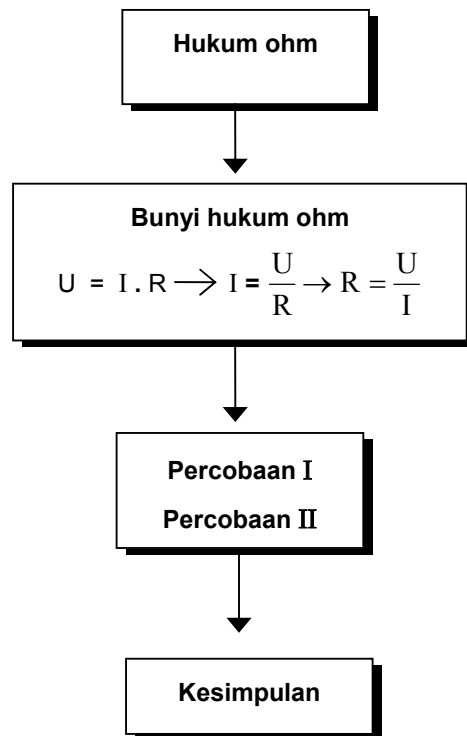 Hukum ohm
Bunyi hukum ohm
U = I . R → I = U/R → R = U/I
Percobaan I
Percobaan II
Kesimpulan